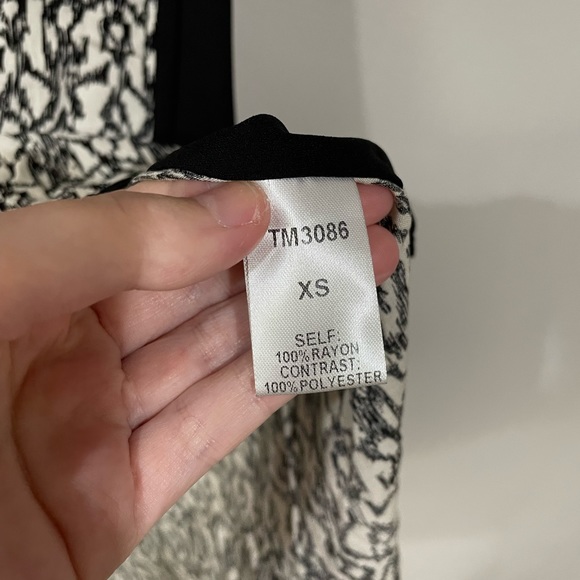 TM3086
XS
SELF:
100%RAYON
CONTRAST:
100%POLYESTER